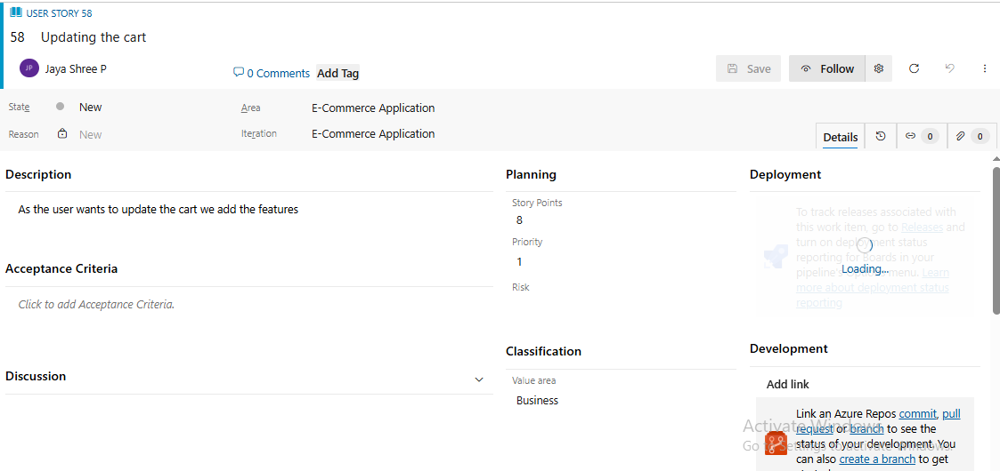 USER STORY 58
58 Updating the cart
JP Jaya Shree P
0 Comments Add Tag
Save Follow
State New
Area E-Commerce Application
Reason New
Iteration E-Commerce Application
Details 0 0
Description
As the user wants to update the cart we add the features
Acceptance Criteria
Click to add Acceptance Criteria.
Discussion
Planning
Story Points
8
Priority
1
Risk
Classification
Value area
Business
Deployment
To track releases associated with
this work item, go to Releases and
turn on deployment status
reporting for Boards in your
pipeline's menu. Learn
more about deployment status
reporting
Loading...
Development
Add link
Link an Azure Repos commit, pull
request or branch to see the
status of your development. You
can also create a branch to get
Activate Windows
Go to Settings to activate Windows.